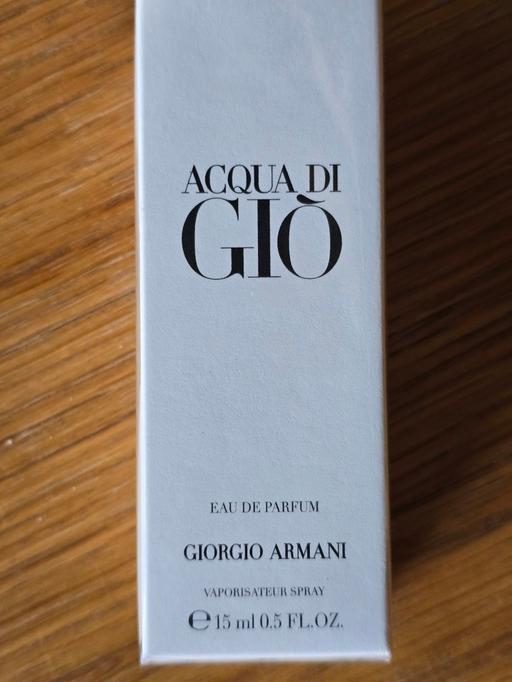 ACQUA DI
GIÒ
EAU DE PARFUM
GIORGIO ARMANI
VAPORISATEUR SPRAY
℮ 15 ml 0.5 FL.OZ.